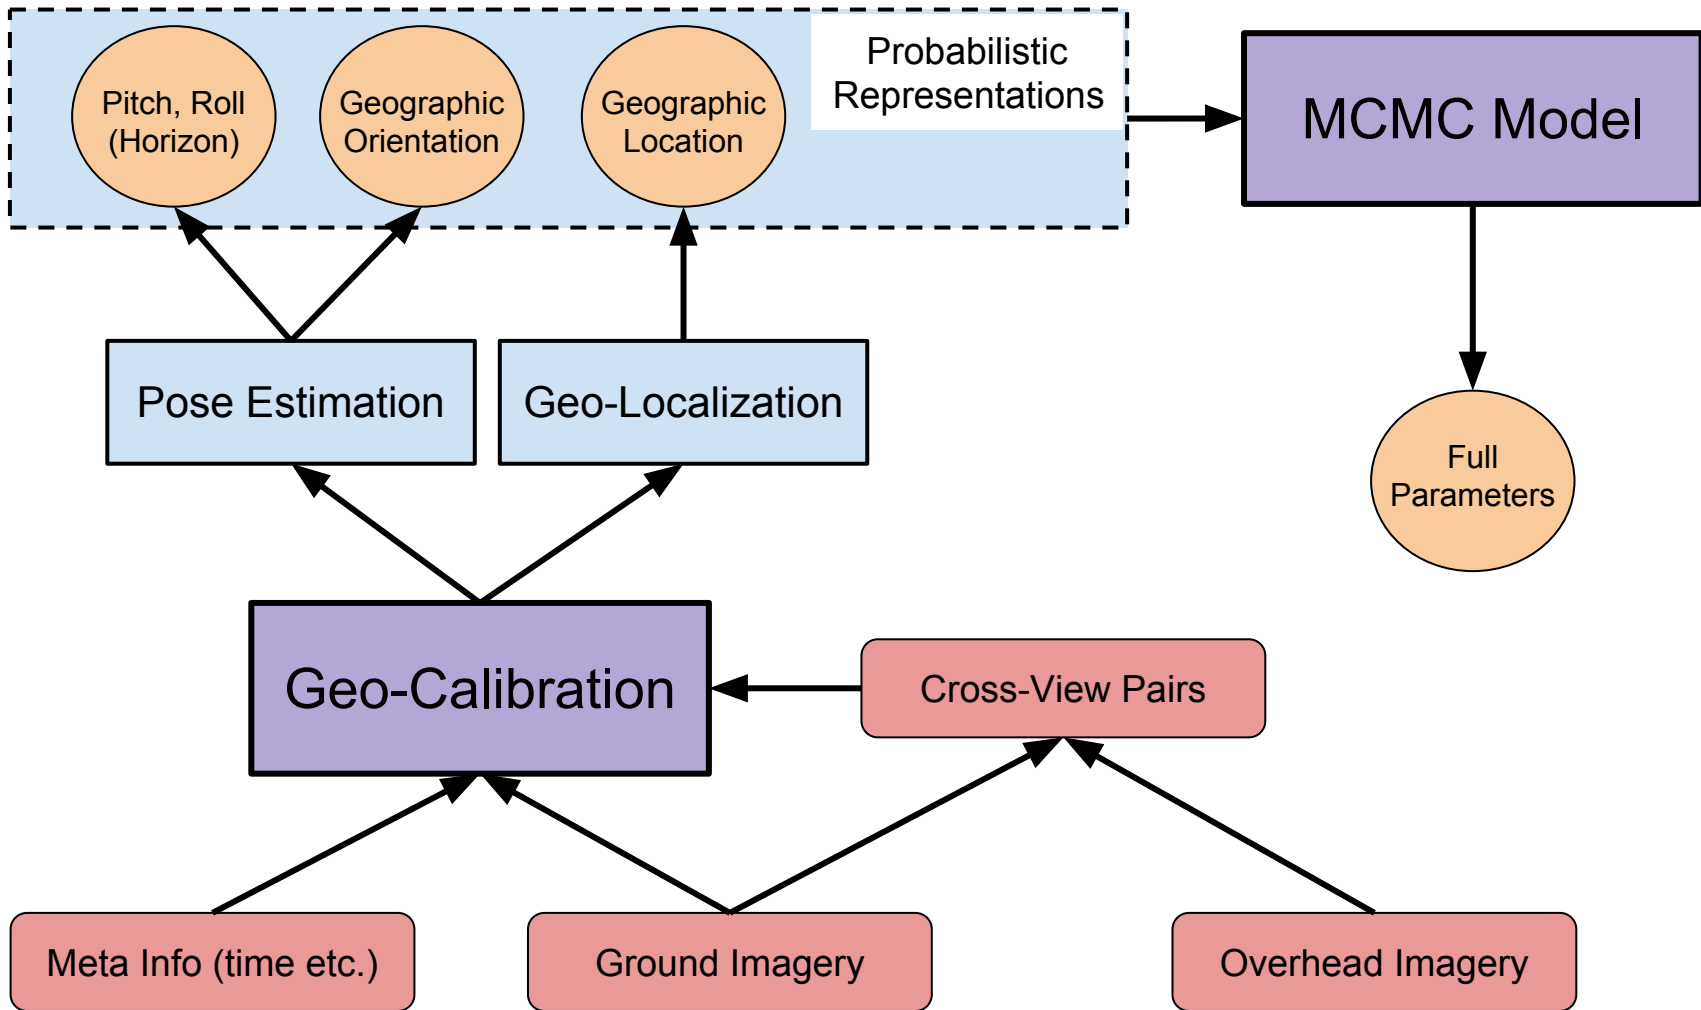 Pitch, Roll
(Horizon)
Geographic
Orientation
Geographic
Location
Probabilistic
Representations
MCMC Model
Pose Estimation
Geo-Localization
Full
Parameters
Geo-Calibration
Cross-View Pairs
Meta Info (time etc.)
Ground Imagery
Overhead Imagery